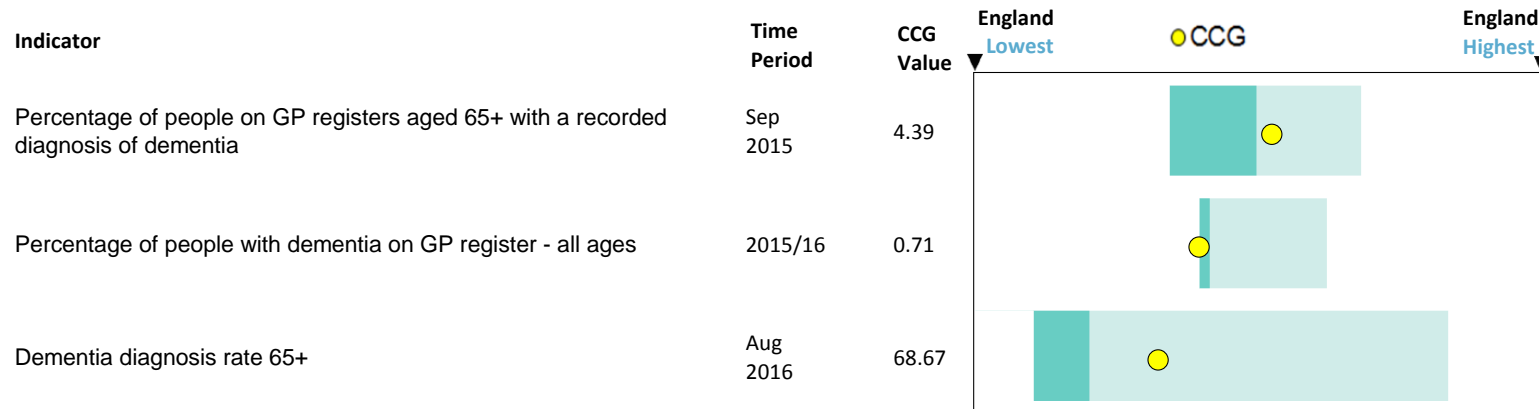 Indicator
Time Period
CCG Value
England Lowest
CCG
England Highest
Percentage of people on GP registers aged 65+ with a recorded
diagnosis of dementia
Sep 2015
4.39
Percentage of people with dementia on GP register - all ages
2015/16
0.71
Dementia diagnosis rate 65+
Aug 2016
68.67